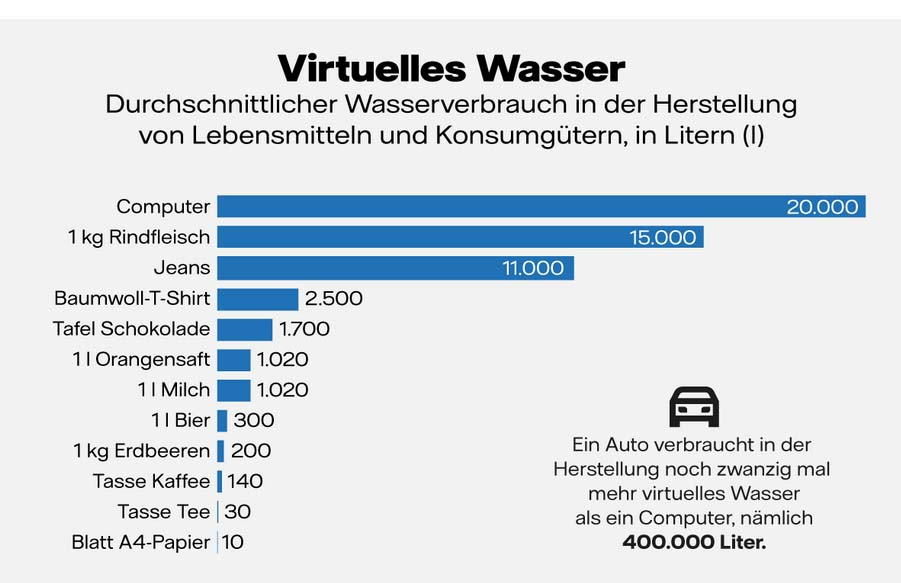 Virtuelles Wasser
Durchschnittlicher Wasserverbrauch in der Herstellung
von Lebensmitteln und Konsumgütern, in Litern (l)
Computer 20.000
1 kg Rindfleisch 15.000
Jeans 11.000
Baumwoll-T-Shirt 2.500
Tafel Schokolade 1.700
1 l Orangensaft 1.020
1 l Milch 1.020
1 l Bier 300
1 kg Erdbeeren 200
Tasse Kaffee 140
Tasse Tee 30
Blatt A4-Papier 10
Ein Auto verbraucht in der
Herstellung noch zwanzig mal
mehr virtuelles Wasser
als ein Computer, nämlich
400.000 Liter.